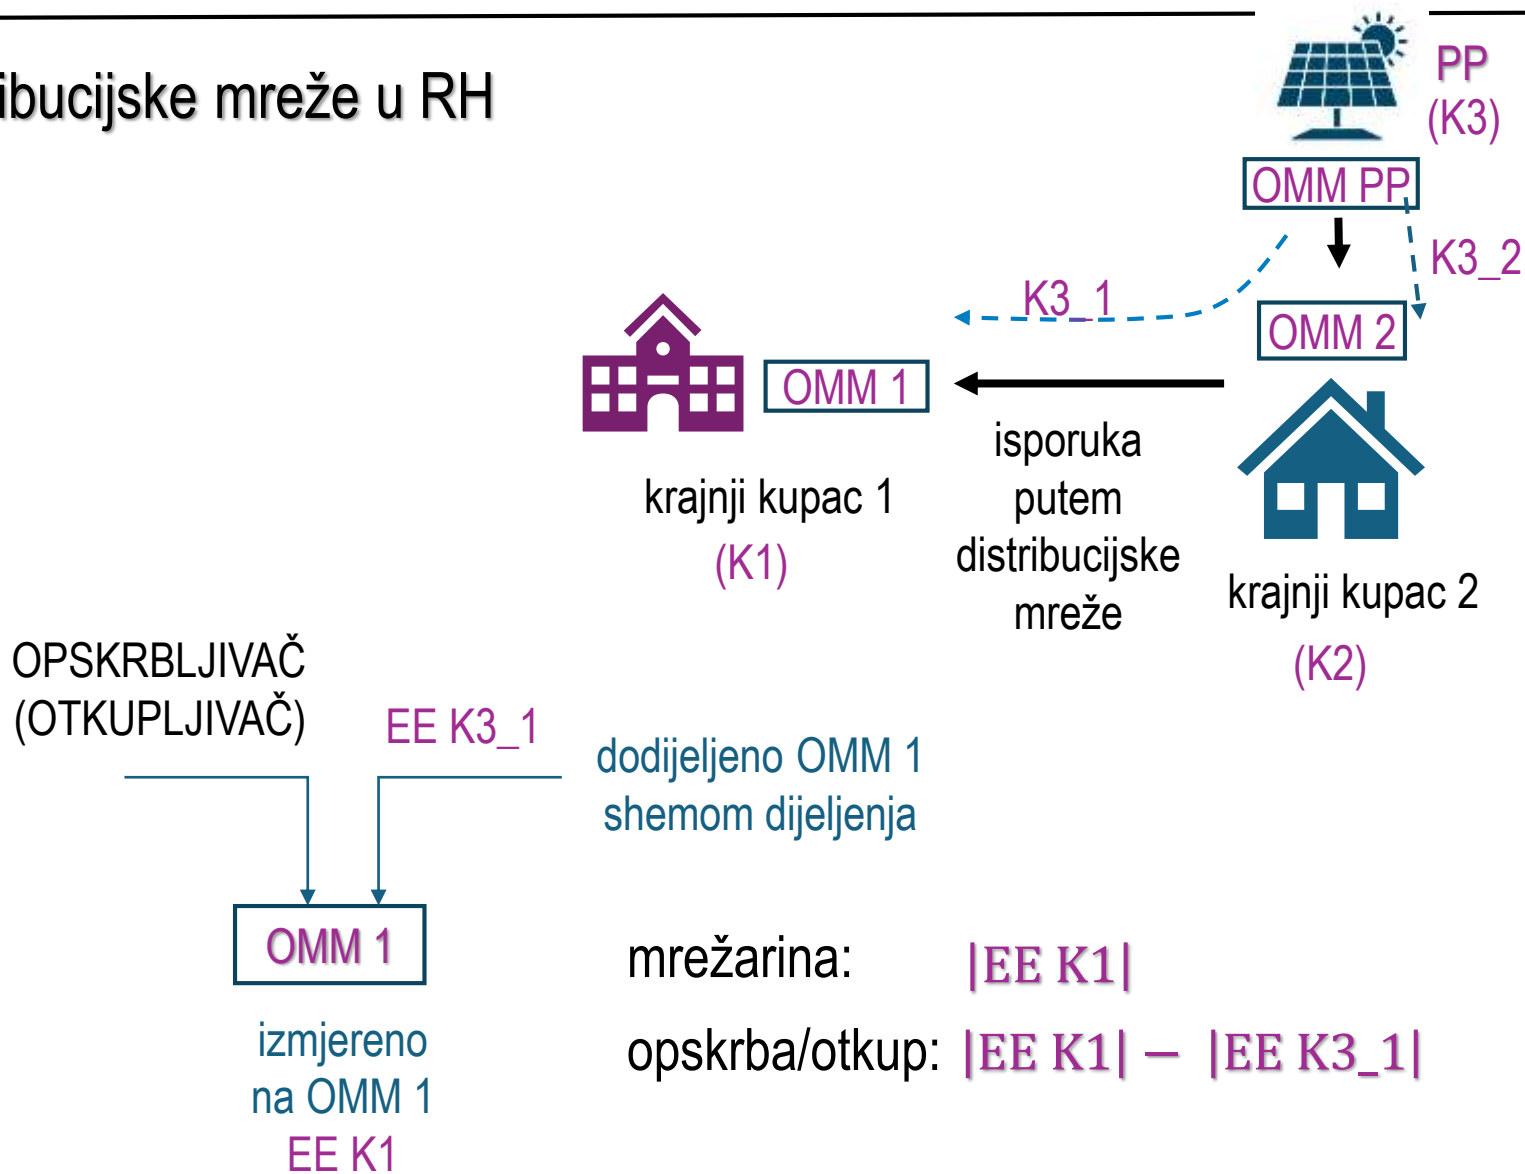 ibucijske mreže u RH
PP
(K3)
OMM PP
K3_2
K3_1
OMM 2
OMM 1
isporuka
putem
distribucijske
mreže
krajnji kupac 1
(K1)
krajnji kupac 2
(K2)
OPSKRBLJIVAČ
(OTKUPLJIVAČ)
EE K3_1
dodijeljeno OMM 1
shemom dijeljenja
OMM 1
izmjereno
na OMM 1
EE K1
mrežarina: |EE K1|
opskrba/otkup: |EE K1| − |EE K3_1|